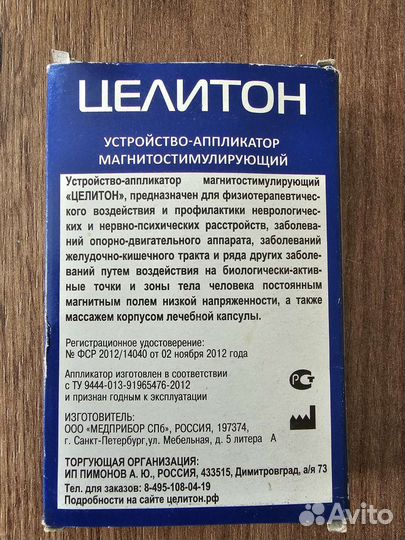 ЦЕЛИТОН
УСТРОЙСТВО-АППЛИКАТОР
МАГНИТОСТИМУЛИРУЮЩИЙ
Устройство-аппликатор магнитостимулирующий
«ЦЕЛИТОН», предназначен для физиотерапевтичес-
кого воздействия и профилактики неврологичес-
ких и нервно-психических расстройств, заболева-
ний опорно-двигательного аппарата, заболеваний
желудочно-кишечного тракта и ряда других заболе-
ваний путем воздействия на биологически-актив-
ные точки и зоны тела человека постоянным
магнитным полем низкой напряженности, а также
массажем корпусом лечебной капсулы.
Регистрационное удостоверение:
№ ФСР 2012/14040 от 02 ноября 2012 года
Аппликатор изготовлен в соответствии
с ТУ 9444-013-91965476-2012
и признан годным к эксплуатации
ИЗГОТОВИТЕЛЬ:
ООО «МЕДПРИБОР СПб», РОССИЯ, 197374,
г. Санкт-Петербург,ул. Мебельная, д. 5 литера А
ТОРГУЮЩАЯ ОРГАНИЗАЦИЯ:
ИП ПИМОНОВ А. Ю., РОССИЯ, 433515, Димитровград, а/я 73
Тел. для заказов: 8-495-108-04-19
Подробности на сайте целитон.рф
Avito